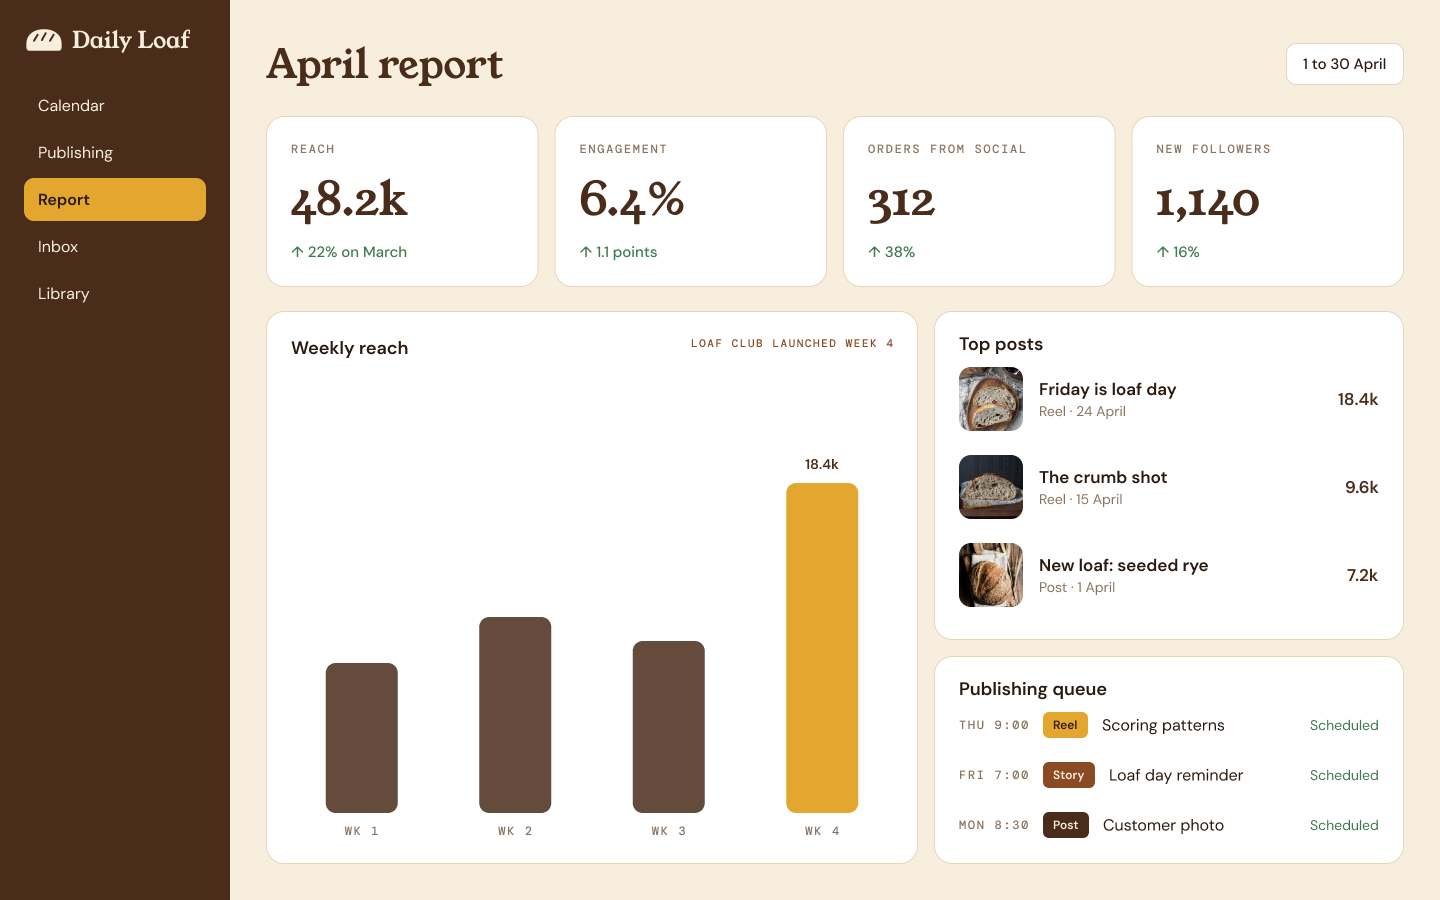 Daily Loaf
Calendar
Publishing
Report
Inbox
Library
April report
1 to 30 April
REACH
48.2k
↑ 22% on March
ENGAGEMENT
6.4%
↑ 1.1 points
ORDERS FROM SOCIAL
312
↑ 38%
NEW FOLLOWERS
1,140
↑ 16%
Weekly reach
LOAF CLUB LAUNCHED WEEK 4
18.4k
WK 1
WK 2
WK 3
WK 4
Top posts
Friday is loaf day
Reel · 24 April
18.4k
The crumb shot
Reel · 15 April
9.6k
New loaf: seeded rye
Post · 1 April
7.2k
Publishing queue
THU 9:00 Reel Scoring patterns Scheduled
FRI 7:00 Story Loaf day reminder Scheduled
MON 8:30 Post Customer photo Scheduled